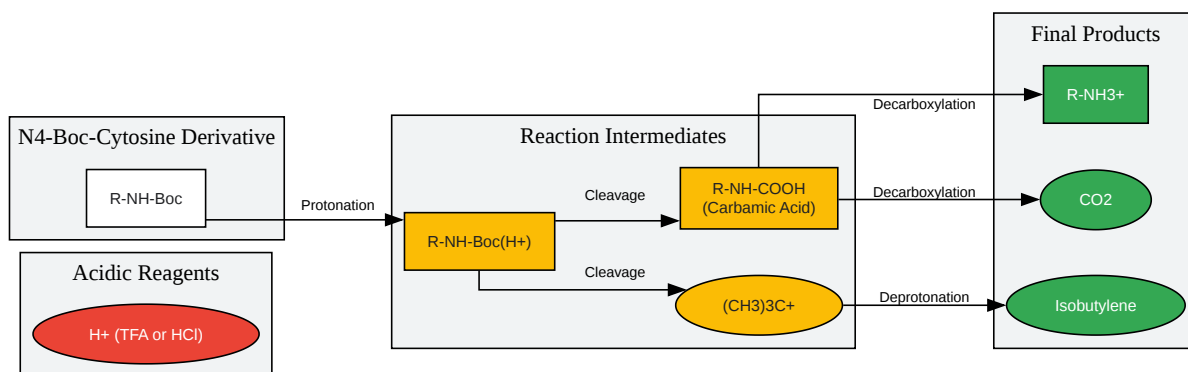 N4-Boc-Cytosine Derivative
R-NH-Boc
Acidic Reagents
H+ (TFA or HCl)
Protonation
Reaction Intermediates
R-NH-Boc(H+)
Cleavage
Cleavage
R-NH-COOH
(Carbamic Acid)
(CH3)3C+
Decarboxylation
Decarboxylation
Deprotonation
Final Products
R-NH3+
CO2
Isobutylene